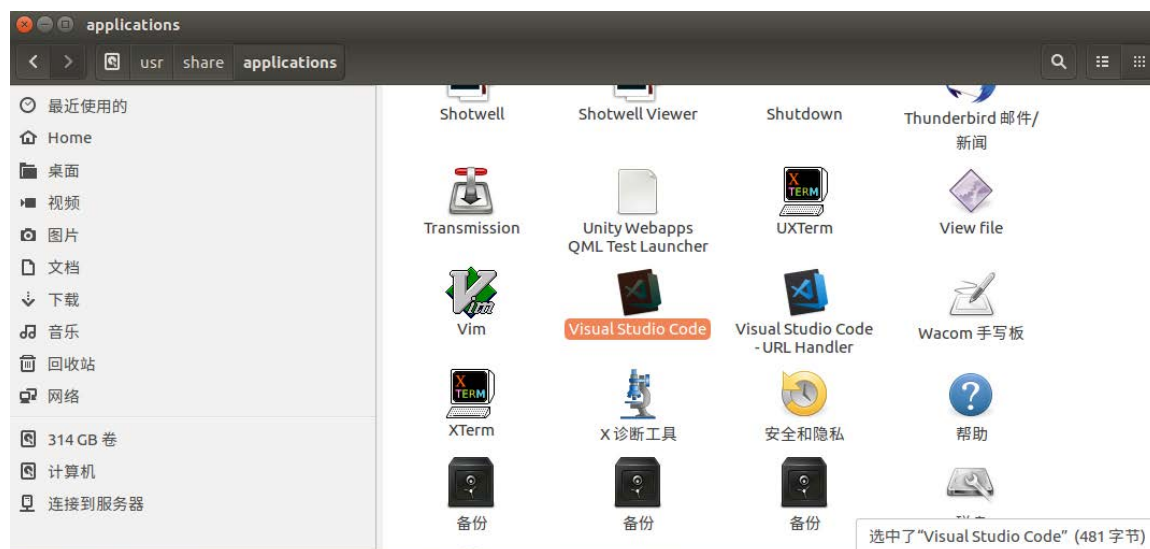 applications
usr share applications
最近使用的
Home
桌面
视频
图片
文档
下载
音乐
回收站
网络
314 GB 卷
计算机
连接到服务器
Shotwell
Shotwell Viewer
Shutdown
Thunderbird 邮件/
新闻
Transmission
Unity Webapps
QML Test Launcher
UXTerm
View file
Vim
Visual Studio Code
Visual Studio Code
- URL Handler
Wacom 手写板
XTerm
X 诊断工具
安全和隐私
帮助
备份
备份
备份
选中了“Visual Studio Code” (481 字节)